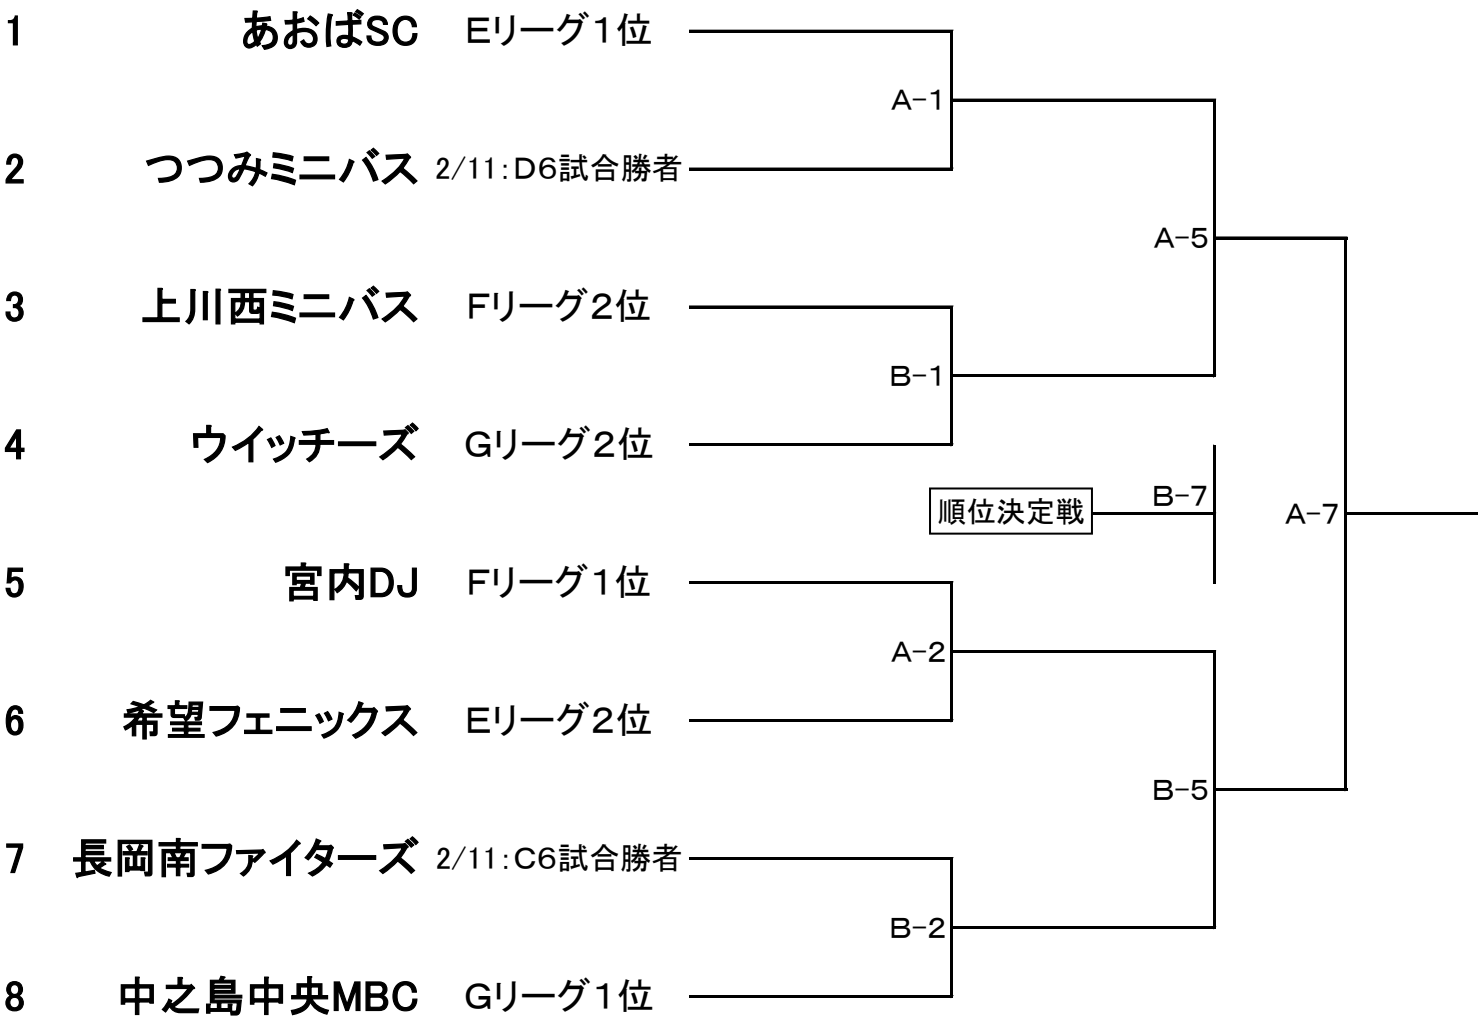 1 あおばSC Eリーグ1位
A-1
2 つつみミニバス 2/11:D6試合勝者
A-5
3 上川西ミニバス Fリーグ2位
B-1
4 ウイッチーズ Gリーグ2位
順位決定戦 B-7 A-7
5 宮内DJ Fリーグ1位
A-2
6 希望フェニックス Eリーグ2位
B-5
7 長岡南ファイターズ 2/11:C6試合勝者
B-2
8 中之島中央MBC Gリーグ1位